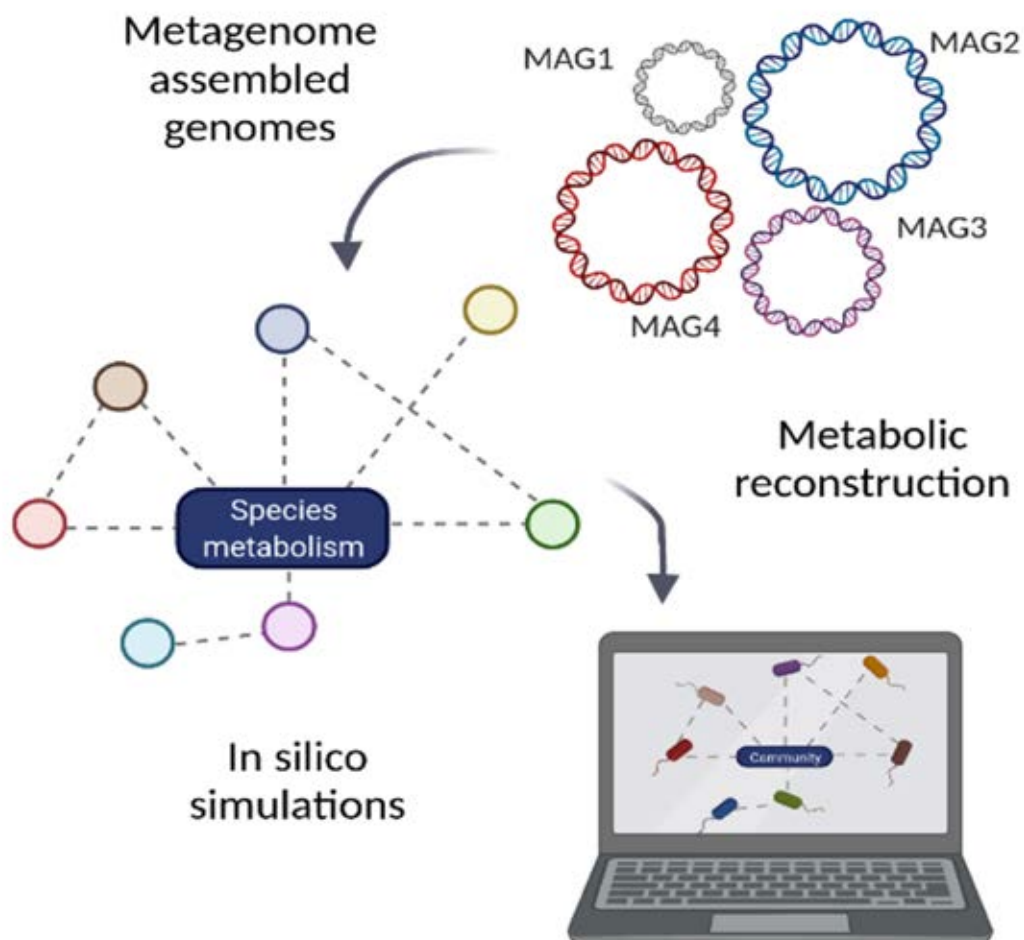 Metagenome
assembled
genomes
MAG1
MAG2
MAG3
MAG4
Species
metabolism
Metabolic
reconstruction
In silico
simulations
Community